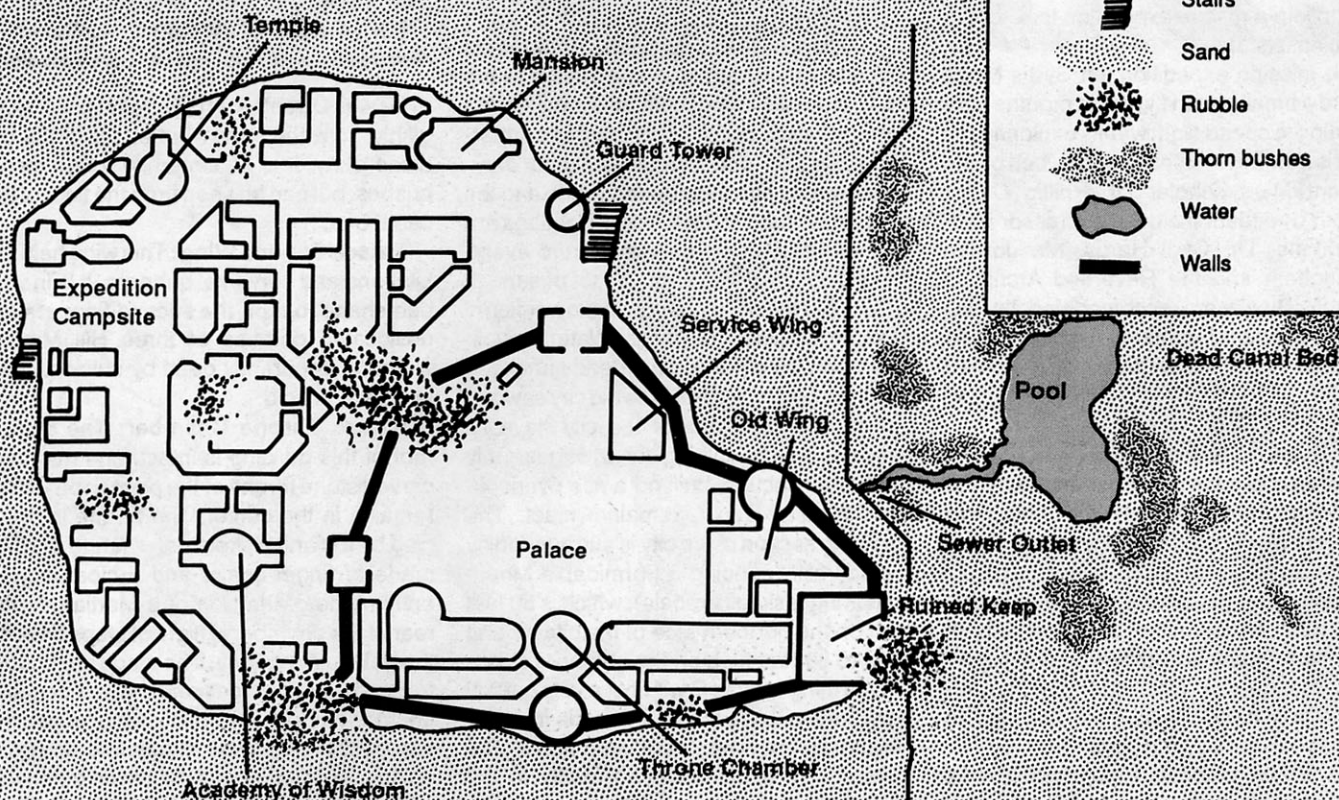 Temple
Stairs
Mansion
Sand
Rubble
Guard Tower
Thorn bushes
Water
Walls
Expedition
Campsite
Service Wing
Dead Canal Bed
Pool
Old Wing
Sewer Outlet
Palace
Ruined Keep
Throne Chamber
Academy of Wisdom